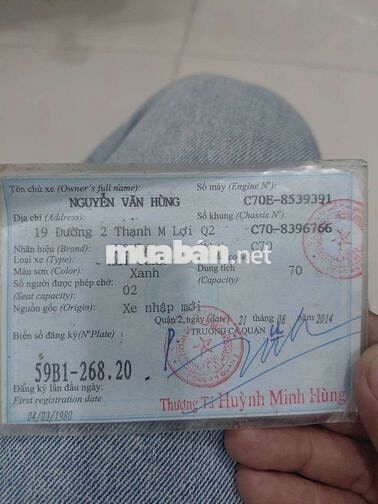 Tên chủ xe (Owner's full name):
NGUYỄN VĂN HÙNG
Số máy (Engine N°):
C70E-8539391
Địa chỉ (Address):
19 Đường 2 Thạnh M Lợi Q2
Số khung (Chassis N°):
C70-8396766
Nhãn hiệu (Brand):
C70
Loại xe (Type):
muaban.net
Màu sơn (Color):
Xanh
Dung tích
(Capacity)
70
Số người được phép chở:
(Seat capacity):
02
Nguồn gốc (Origin):
Xe nhập mới
Quận 2, ngày (date) 21 tháng 08 năm 2014
Biển số đăng ký (N°Plate)
TRƯỞNG CA QUẬN
59B1-268.20
Đăng ký lần đầu ngày:
First registration date
04/03/1980
Thượng Tá Huỳnh Minh Hùng